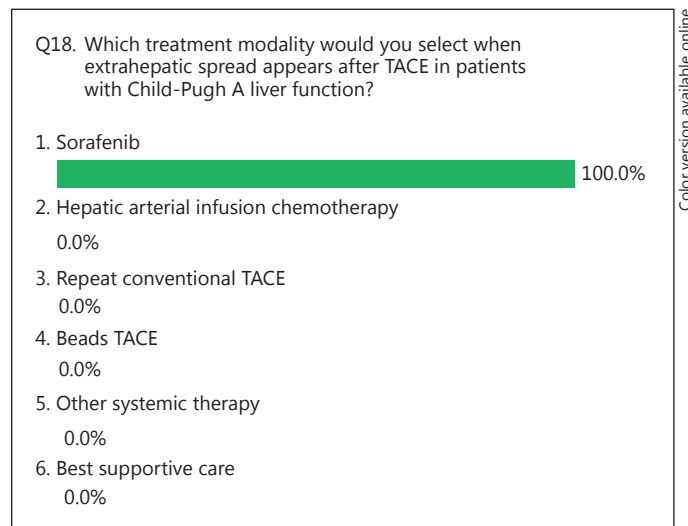 Q18. Which treatment modality would you select when
extrahepatic spread appears after TACE in patients
with Child-Pugh A liver function?
1. Sorafenib
100.0%
2. Hepatic arterial infusion chemotherapy
0.0%
3. Repeat conventional TACE
0.0%
4. Beads TACE
0.0%
5. Other systemic therapy
0.0%
6. Best supportive care
0.0%
Color version available online